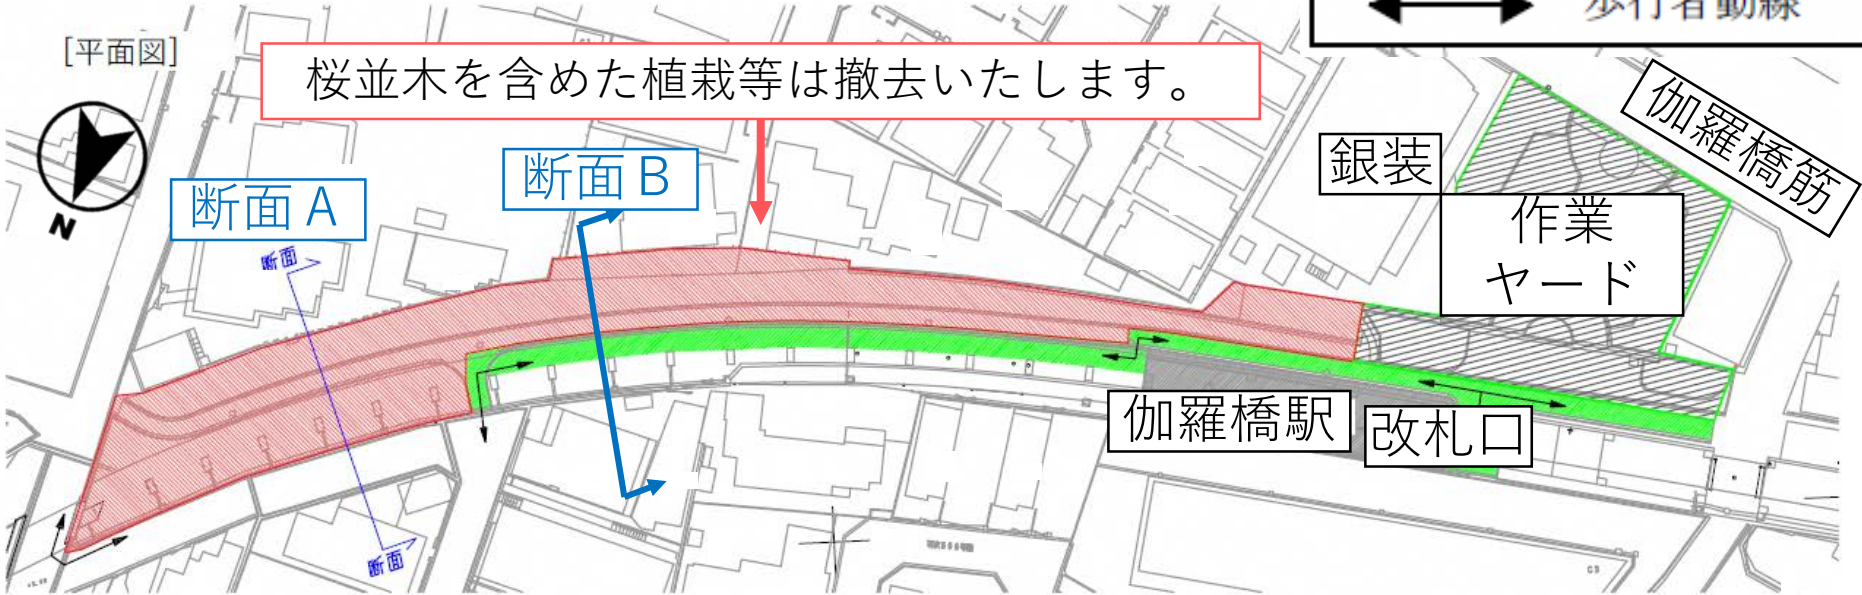 歩行者動線
[平面図]
桜並木を含めた植栽等は撤去いたします。
伽羅橋筋
銀装
断面B
断面A
作業
ヤード
断面
N
伽羅橋駅
改札口
断面